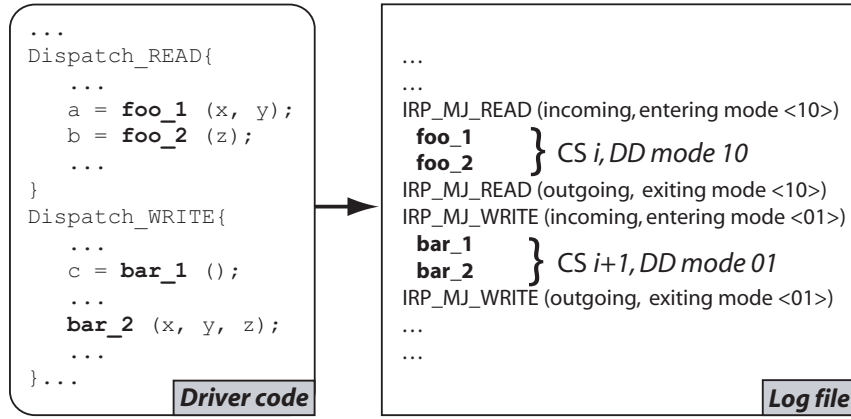 ...
Dispatch_READ{
...
a = foo_1 (x, y);
b = foo_2 (z);
...
}
Dispatch_WRITE{
...
c = bar_1 ();
...
bar_2 (x, y, z);
...
}...
Driver code
...
...
IRP_MJ_READ (incoming, entering mode <10>)
foo_1
foo_2
} CS i, DD mode 10
IRP_MJ_READ (outgoing, exiting mode <10>)
IRP_MJ_WRITE (incoming, entering mode <01>)
bar_1
bar_2
} CS i+1, DD mode 01
IRP_MJ_WRITE (outgoing, exiting mode <01>)
...
...
Log file